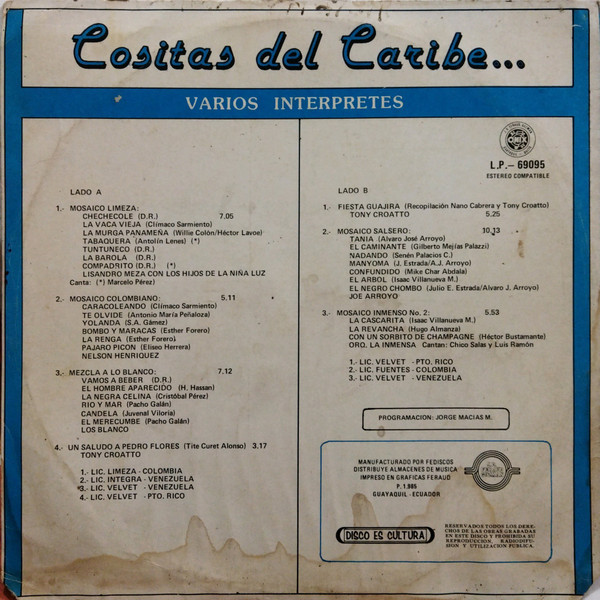 Cositas del Caribe...
VARIOS INTERPRETES
ONIX
L.P.- 69095
ESTEREO COMPATIBLE
LADO A
1.- MOSAICO LIMEZA:
CHECHECOLE (D.R.) 7.05
LA VACA VIEJA (Clímaco Sarmiento)
LA MURGA PANAMEÑA (Willie Colón/Héctor Lavoe)
TABAQUERA (Antolín Lenes) (*)
TUNTUNECO (D.R.)
LA BAROLA (D.R.)
COMPADRITO (D.R.) (*)
LISANDRO MEZA CON LOS HIJOS DE LA NIÑA LUZ
Canta: (*) Marcelo Pérez)
2.- MOSAICO COLOMBIANO: 5.11
CARACOLEANDO (Clímaco Sarmiento)
TE OLVIDE (Antonio María Peñaloza)
YOLANDA (S.A. Gámez)
BOMBO Y MARACAS (Esther Forero)
LA RENGA (Esther Forero)
PAJARO PICON (Eliseo Herrera)
NELSON HENRIQUEZ
3.- MEZCLA A LO BLANCO: 7.12
VAMOS A BEBER (D.R.)
EL HOMBRE APARECIDO (H. Hassan)
LA NEGRA CELINA (Cristóbal Pérez)
RIO Y MAR (Pacho Galán)
CANDELA (Juvenal Viloria)
EL MERECUMBE (Pacho Galán)
LOS BLANCO
4.- UN SALUDO A PEDRO FLORES (Tite Curet Alonso) 3.17
TONY CROATTO
1.- LIC. LIMEZA - COLOMBIA
2.- LIC. INTEGRA - VENEZUELA
3.- LIC. VELVET - VENEZUELA
4.- LIC. VELVET - PTO. RICO
LADO B
1.- FIESTA GUAJIRA (Recopilación Nano Cabrera y Tony Croatto)
TONY CROATTO 5.25
2.- MOSAICO SALSERO: 10.13
TANIA (Alvaro José Arroyo)
EL CAMINANTE (Gilberto Mejías Palazzi)
NADANDO (Senén Palacios C.)
MANYOMA (J. Estrada/A.J. Arroyo)
CONFUNDIDO (Mike Char Abdala)
EL ARBOL (Isaac Villanueva M.)
EL NEGRO CHOMBO (Julio E. Estrada/Alvaro J. Arroyo)
JOE ARROYO
3.- MOSAICO INMENSO No. 2: 5.53
LA CASCARITA (Isaac Villanueva M.)
LA REVANCHA (Hugo Almanza)
CON UN SORBITO DE CHAMPAGNE (Héctor Bustamante)
ORQ. LA INMENSA Cantan: Chico Salas y Luis Ramón
1.- LIC. VELVET - PTO. RICO
2.- LIC. FUENTES - COLOMBIA
3.- LIC. VELVET - VENEZUELA
PROGRAMACION: JORGE MACIAS M.
MANUFACTURADO POR FEDISCOS
DISTRIBUYE ALMACENES DE MUSICA
IMPRESO EN GRAFICAS FERAUD
P. 1.985
GUAYAQUIL - ECUADOR
DISCO ES CULTURA
RESERVADOS TODOS LOS DERE-
CHOS DE LAS OBRAS GRABADAS
EN ESTE DISCO Y PROHIBIDA SU
REPRODUCCION, RADIODIFU-
SION Y UTILIZACION PUBLICA.